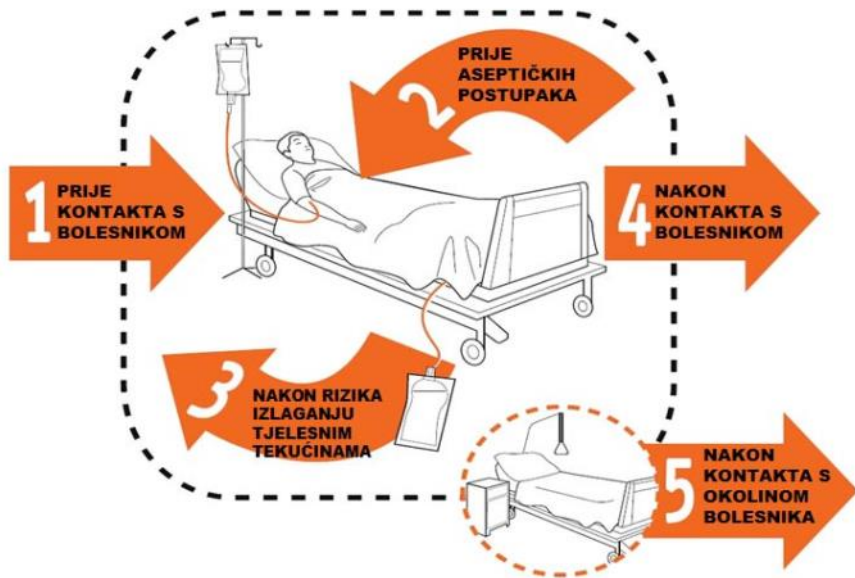 1
PRIJE
KONTAKTA S
BOLESNIKOM
2
PRIJE
ASEPTIČKIH
POSTUPAKA
3
NAKON RIZIKA
IZLAGANJU
TJELESNIM
TEKUĆINAMA
4
NAKON
KONTAKTA S
BOLESNIKOM
5
NAKON
KONTAKTA S
OKOLINOM
BOLESNIKA